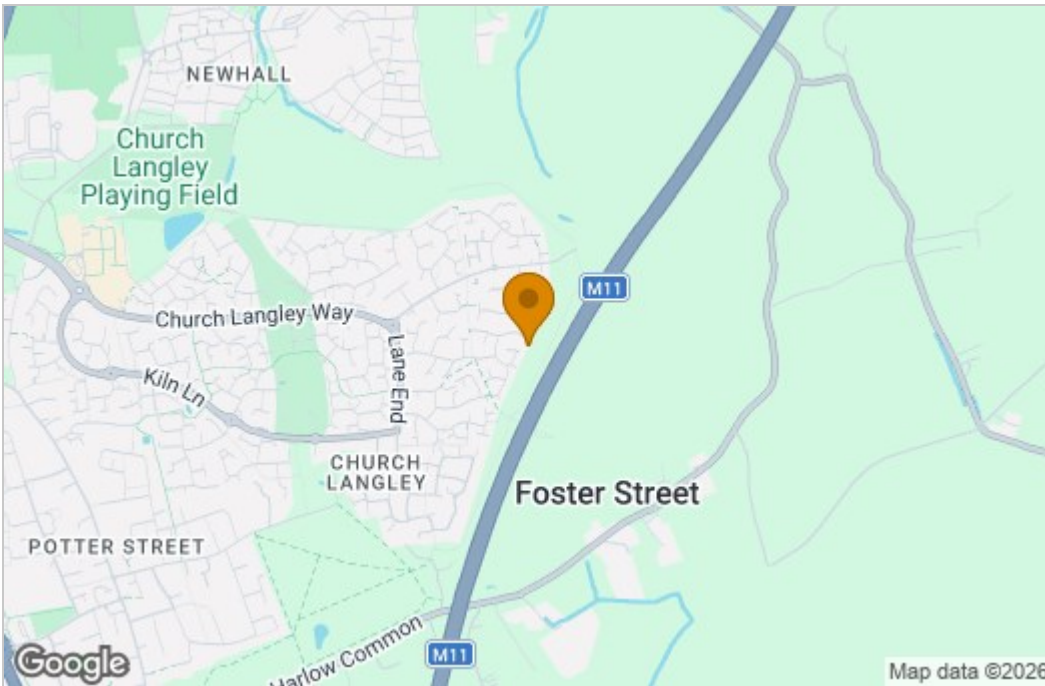 NEWHALL
Church
Langley
Playing Field
M11
Church Langley Way
Lane End
Kiln Ln
CHURCH
LANGLEY
Foster Street
POTTER STREET
Harlow Common
M11
Google
Map data ©2026